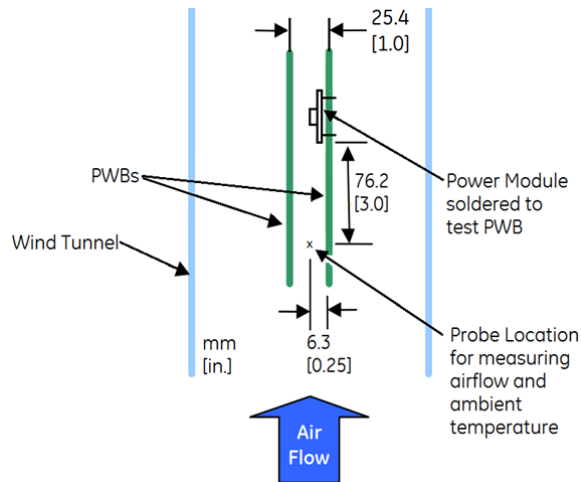 25.4
[1.0]
PWBs
76.2
[3.0]
Power Module
soldered to
test PWB
Wind Tunnel
x
mm
[in.]
6.3
[0.25]
Probe Location
for measuring
airflow and
ambient
temperature
Air
Flow